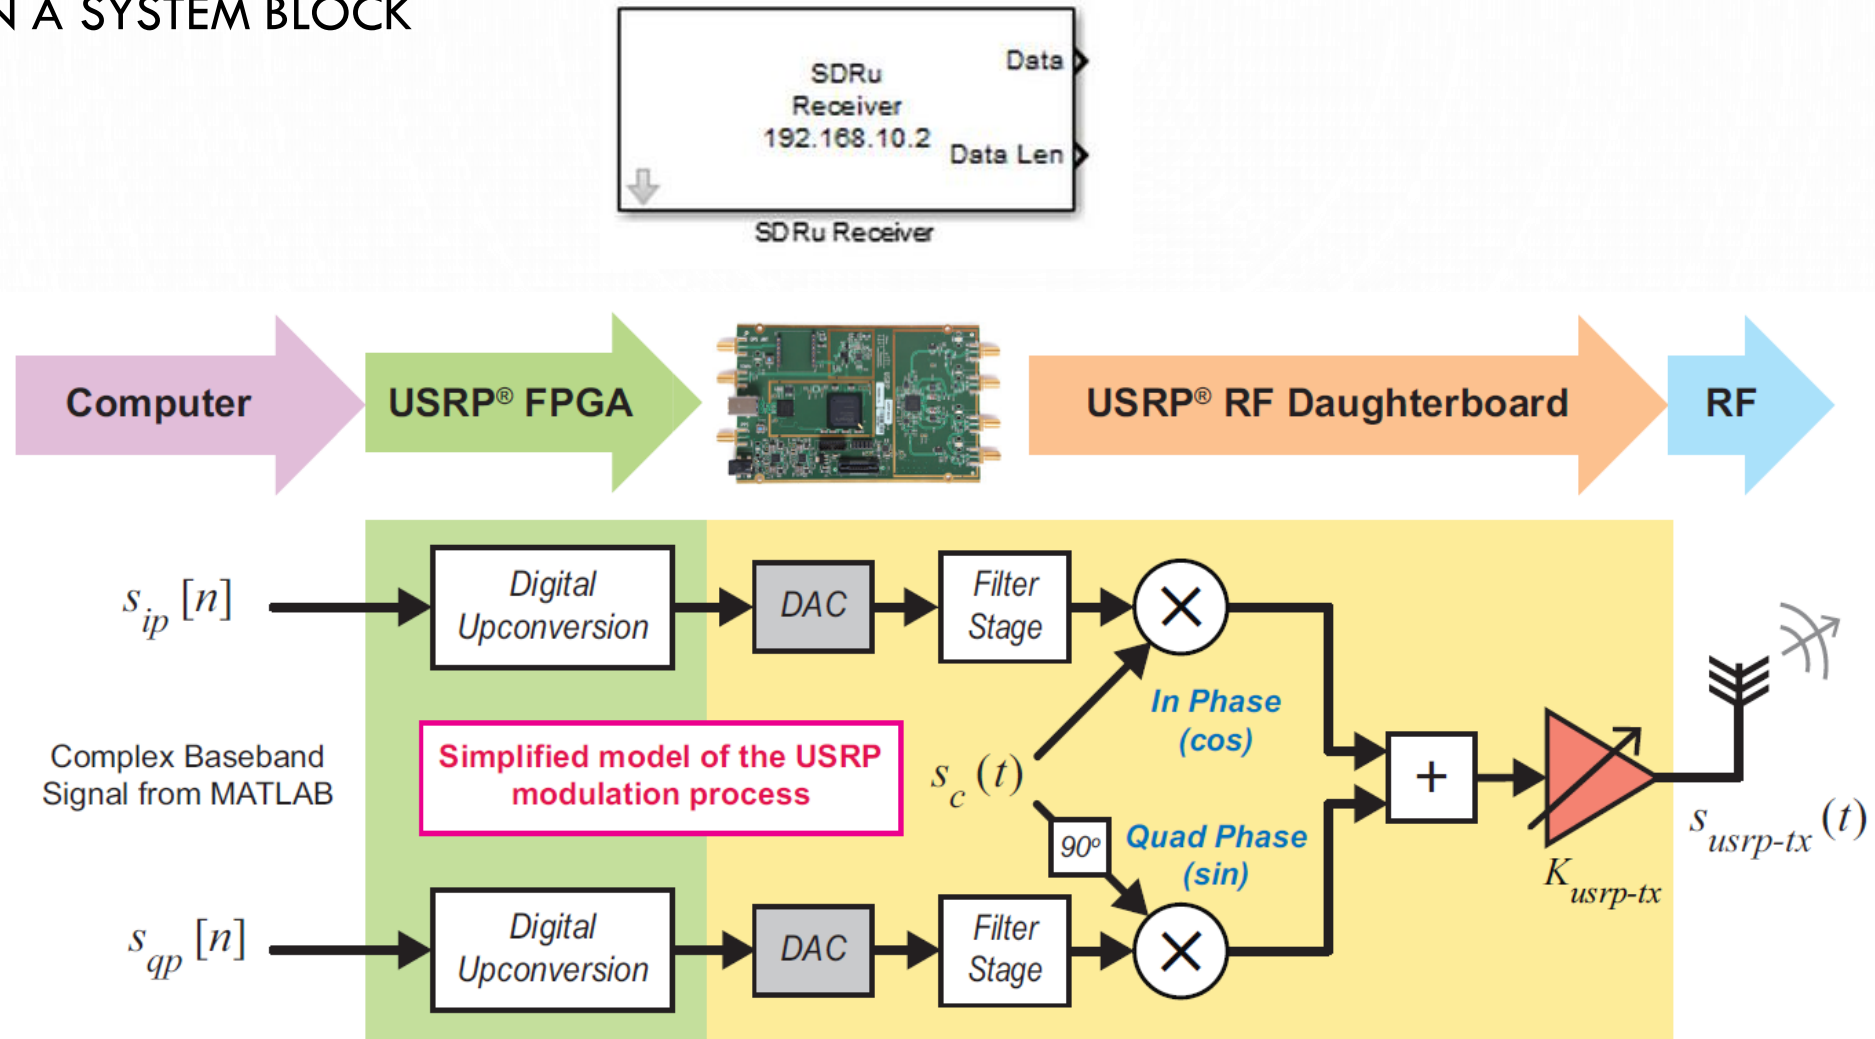 N A SYSTEM BLOCK
SDRu
Receiver
192.168.10.2
Data
Data Len
SDRu Receiver
Computer
USRP® FPGA
USRP® RF Daughterboard
RF
s_ip [n]
Digital
Upconversion
DAC
Filter
Stage
×
In Phase
(cos)
Complex Baseband
Signal from MATLAB
Simplified model of the USRP
modulation process
s_c (t)
90º
Quad Phase
(sin)
+
K_usrp-tx
s_usrp-tx (t)
s_qp [n]
Digital
Upconversion
DAC
Filter
Stage
×